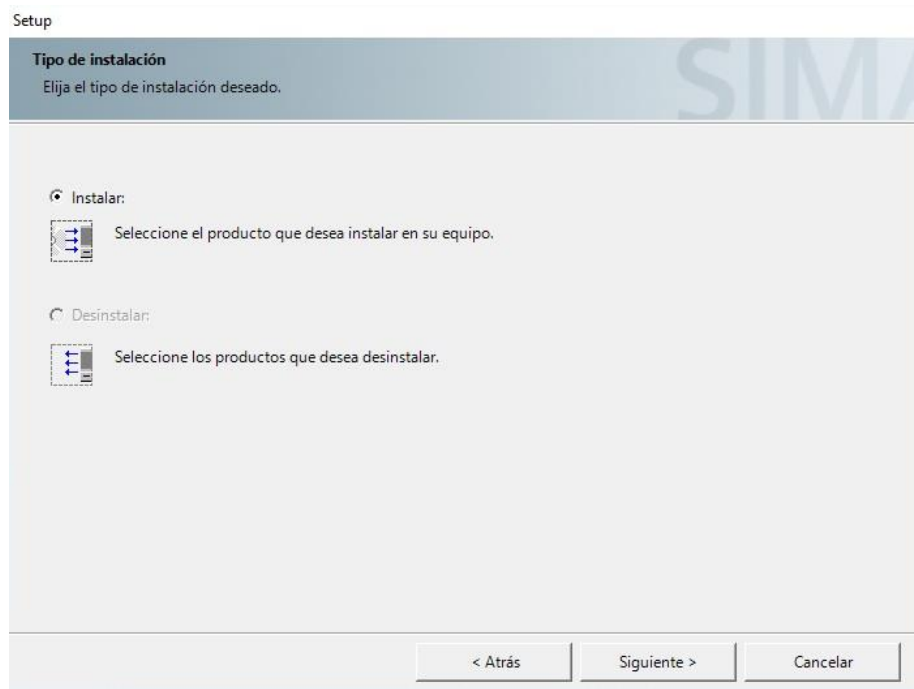 Setup
Tipo de instalación
Elija el tipo de instalación deseado.
SIMA
Instalar:
Seleccione el producto que desea instalar en su equipo.
Desinstalar:
Seleccione los productos que desea desinstalar.
< Atrás
Siguiente >
Cancelar